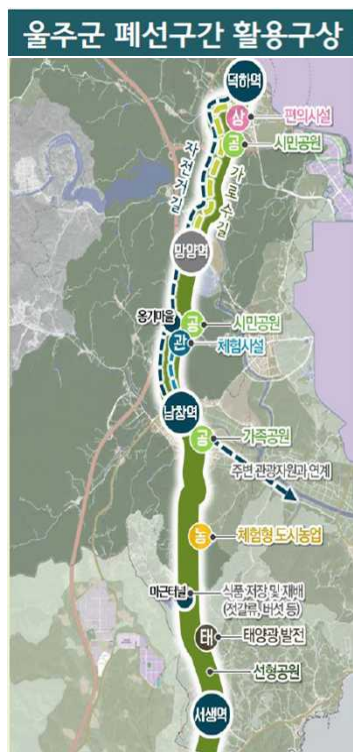 울주군 폐선구간 활용구상
덕하역
상 편의시설
공 시민공원
자전거길
가로수길
망양역
옹기마을
공 시민공원
관 체험시설
남창역
공 가족공원
주변 관광자원과 연계
농 체험형 도시농업
마근터널
식품 저장 및 재배
(젓갈류, 버섯 등)
태 태양광 발전
선형공원
서생역